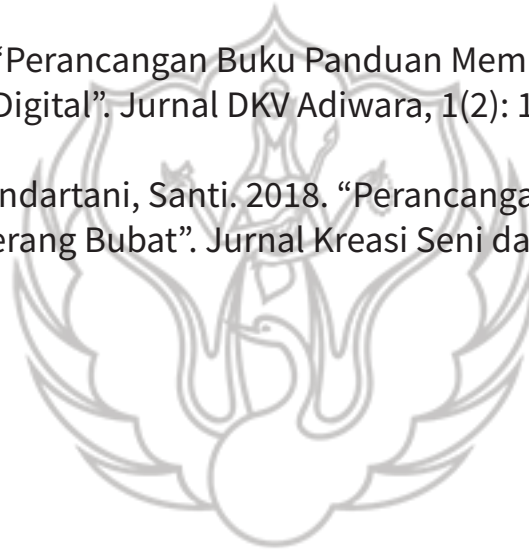 “Perancangan Buku Panduan Mem
Digital”. Jurnal DKV Adiwara, 1(2): 1
ndartani, Santi. 2018. “Perancanga
erang Bubat”. Jurnal Kreasi Seni da